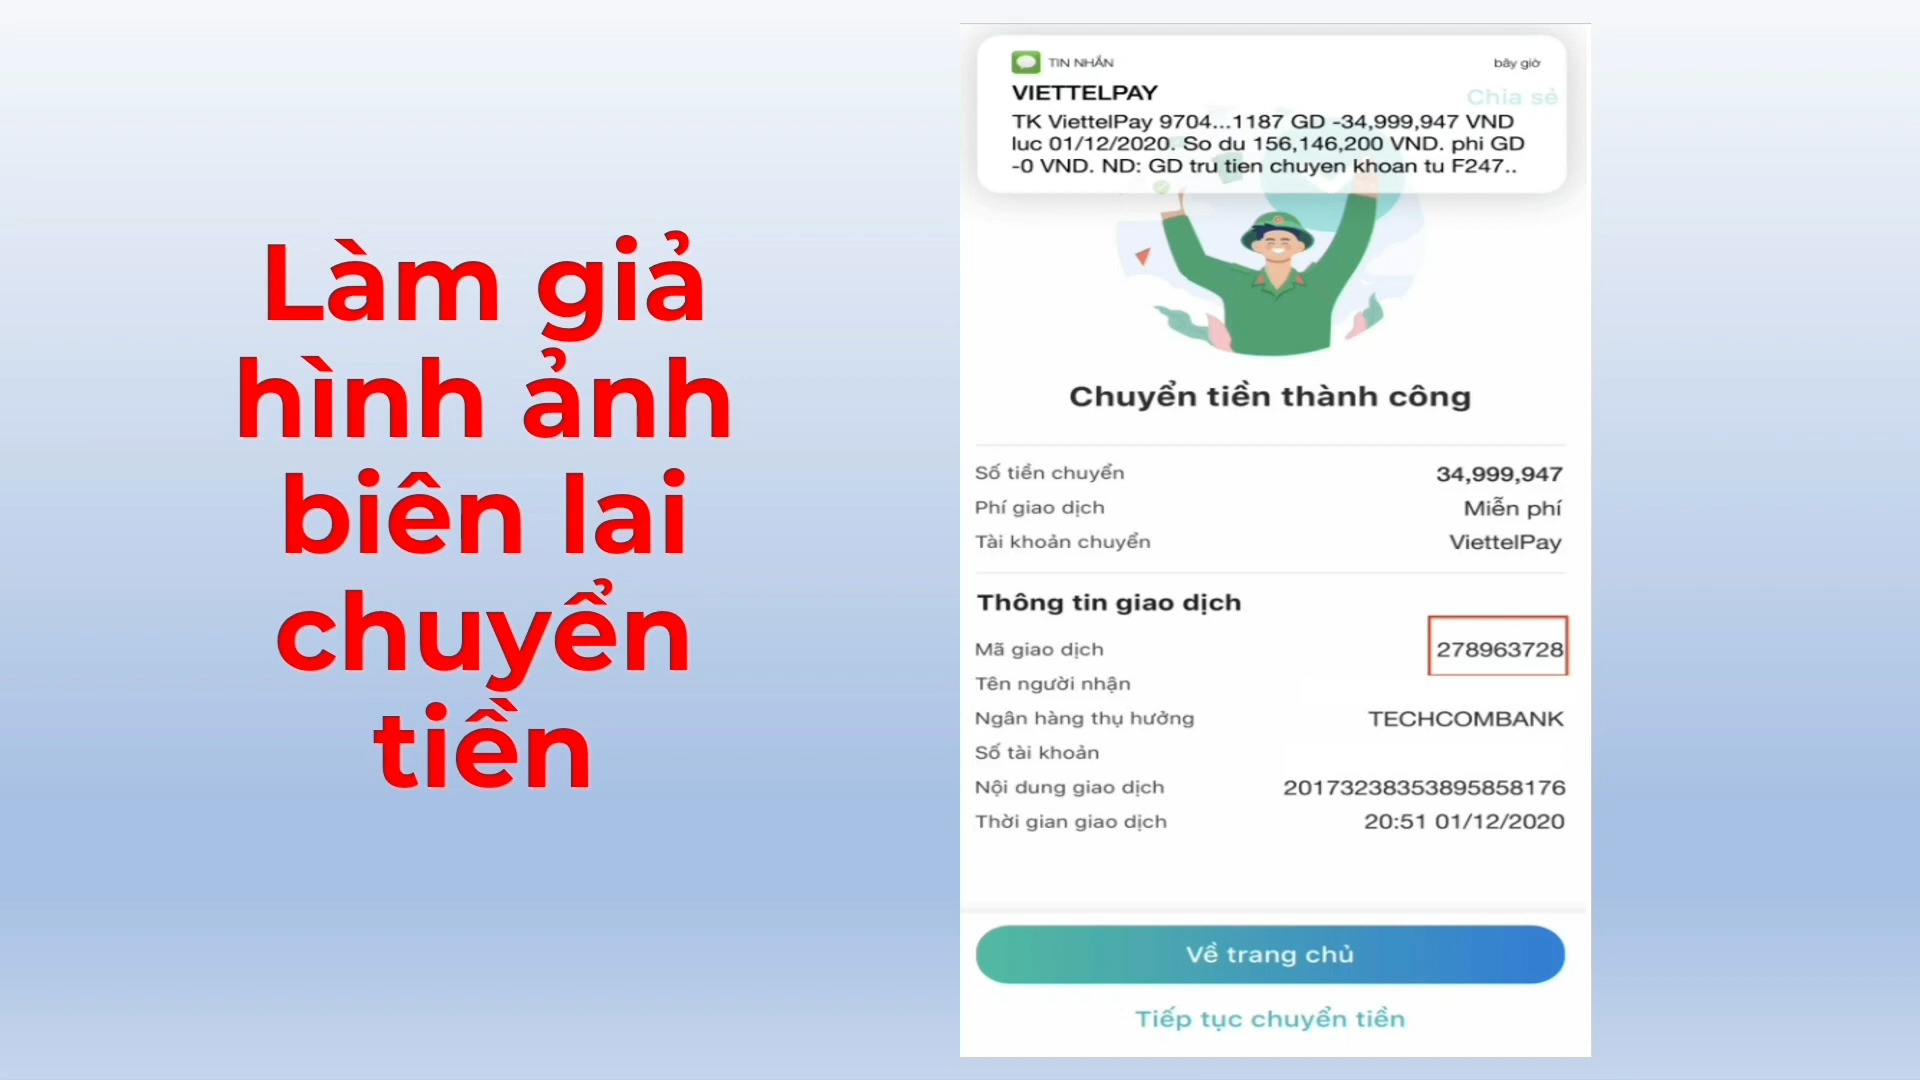 Làm giả
hình ảnh
biên lai
chuyển
tiền
TIN NHẮN
bây giờ
VIETTELPAY
Chia sẻ
TK ViettelPay 9704...1187 GD -34,999,947 VND
luc 01/12/2020. So du 156,146,200 VND. phi GD
-0 VND. ND: GD tru tien chuyen khoan tu F247..
Chuyển tiền thành công
Số tiền chuyển 34,999,947
Phí giao dịch Miễn phí
Tài khoản chuyển ViettelPay
Thông tin giao dịch
Mã giao dịch 278963728
Tên người nhận
Ngân hàng thụ hưởng TECHCOMBANK
Số tài khoản
Nội dung giao dịch 20173238353895858176
Thời gian giao dịch 20:51 01/12/2020
Về trang chủ
Tiếp tục chuyển tiền